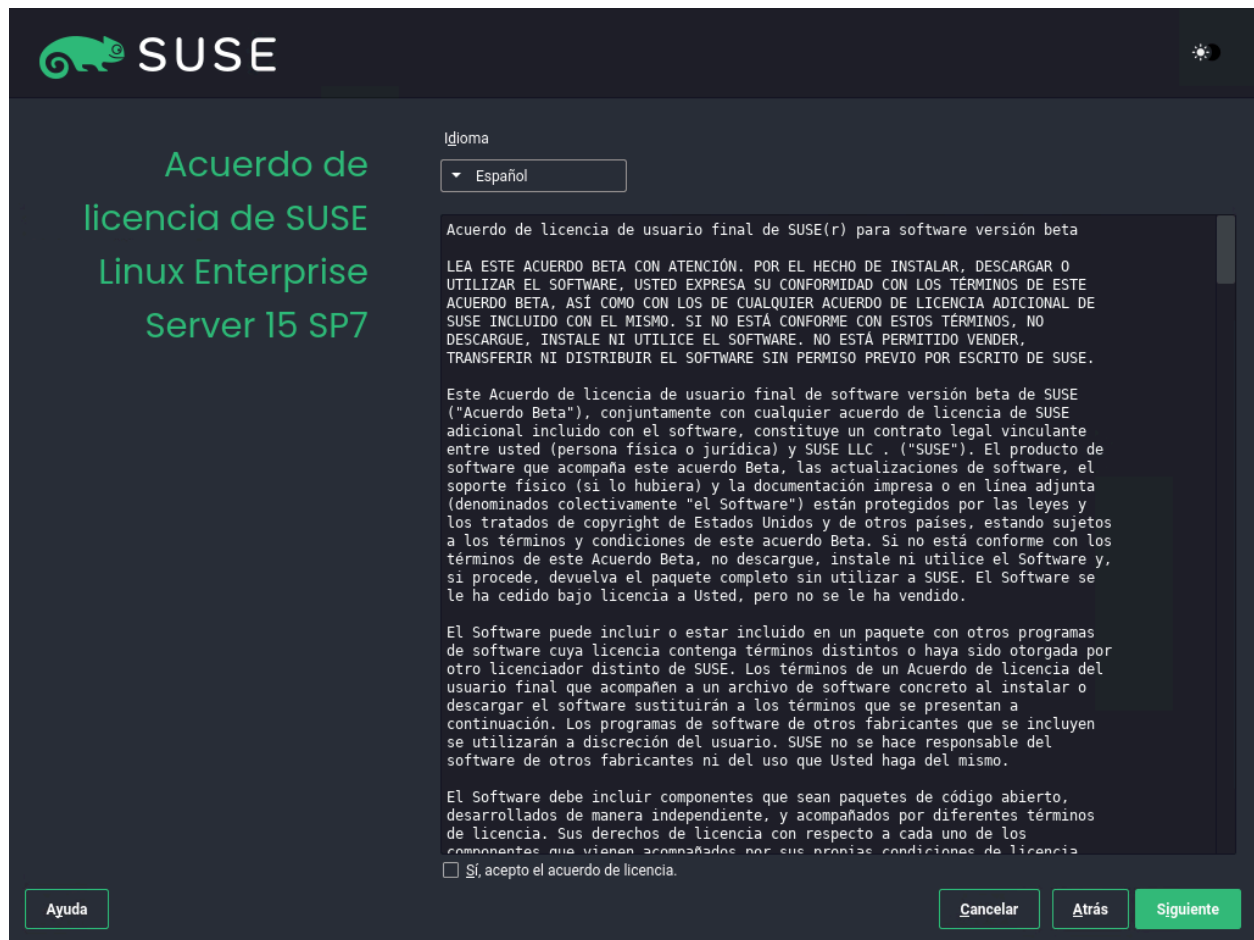 SUSE
Acuerdo de
licencia de SUSE
Linux Enterprise
Server 15 SP7
Idioma
Español
Acuerdo de licencia de usuario final de SUSE(r) para software versión beta
LEA ESTE ACUERDO BETA CON ATENCIÓN. POR EL HECHO DE INSTALAR, DESCARGAR O
UTILIZAR EL SOFTWARE, USTED EXPRESA SU CONFORMIDAD CON LOS TÉRMINOS DE ESTE
ACUERDO BETA, ASÍ COMO CON LOS DE CUALQUIER ACUERDO DE LICENCIA ADICIONAL DE
SUSE INCLUIDO CON EL MISMO. SI NO ESTÁ CONFORME CON ESTOS TÉRMINOS, NO
DESCARGUE, INSTALE NI UTILICE EL SOFTWARE. NO ESTÁ PERMITIDO VENDER,
TRANSFERIR NI DISTRIBUIR EL SOFTWARE SIN PERMISO PREVIO POR ESCRITO DE SUSE.
Este Acuerdo de licencia de usuario final de software versión beta de SUSE
("Acuerdo Beta"), conjuntamente con cualquier acuerdo de licencia de SUSE
adicional incluido con el software, constituye un contrato legal vinculante
entre usted (persona física o jurídica) y SUSE LLC . ("SUSE"). El producto de
software que acompaña este acuerdo Beta, las actualizaciones de software, el
soporte físico (si lo hubiera) y la documentación impresa o en línea adjunta
(denominados colectivamente "el Software") están protegidos por las leyes y
los tratados de copyright de Estados Unidos y de otros países, estando sujetos
a los términos y condiciones de este acuerdo Beta. Si no está conforme con los
términos de este Acuerdo Beta, no descargue, instale ni utilice el Software y,
si procede, devuelva el paquete completo sin utilizar a SUSE. El Software se
le ha cedido bajo licencia a Usted, pero no se le ha vendido.
El Software puede incluir o estar incluido en un paquete con otros programas
de software cuya licencia contenga términos distintos o haya sido otorgada por
otro licenciador distinto de SUSE. Los términos de un Acuerdo de licencia del
usuario final que acompañen a un archivo de software concreto al instalar o
descargar el software sustituirán a los términos que se presentan a
continuación. Los programas de software de otros fabricantes que se incluyen
se utilizarán a discreción del usuario. SUSE no se hace responsable del
software de otros fabricantes ni del uso que Usted haga del mismo.
El Software debe incluir componentes que sean paquetes de código abierto,
desarrollados de manera independiente, y acompañados por diferentes términos
de licencia. Sus derechos de licencia con respecto a cada uno de los
componentes que vienen acompañados por sus propias condiciones de licencia
Sí, acepto el acuerdo de licencia.
Ayuda
Cancelar
Atrás
Siguiente